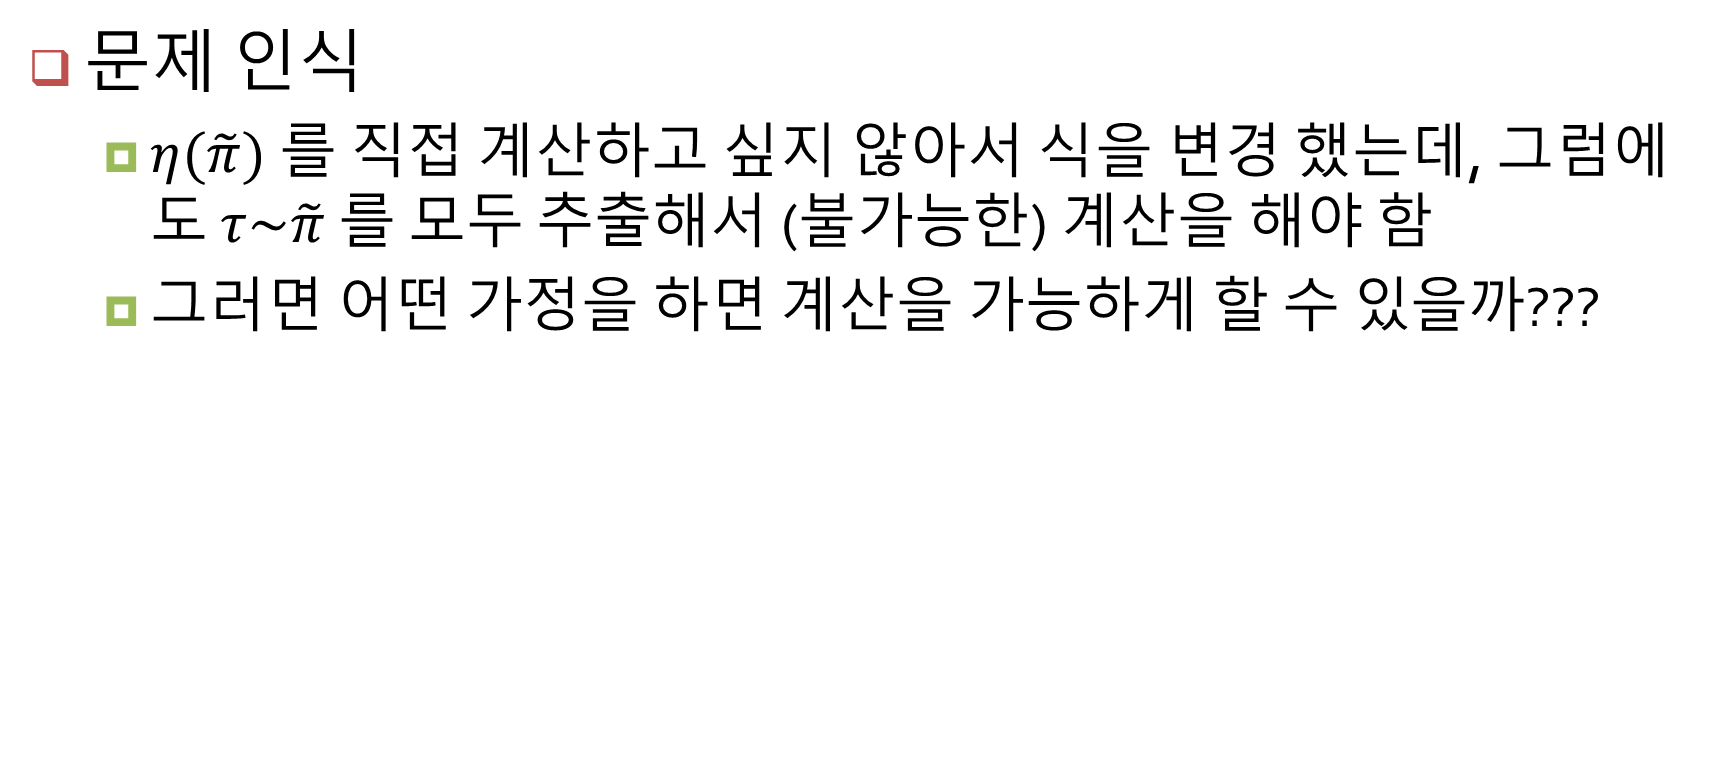 문제 인식
η(π̃) 를 직접 계산하고 싶지 않아서 식을 변경 했는데, 그럼에
도 τ~π̃ 를 모두 추출해서 (불가능한) 계산을 해야 함
그러면 어떤 가정을 하면 계산을 가능하게 할 수 있을까???